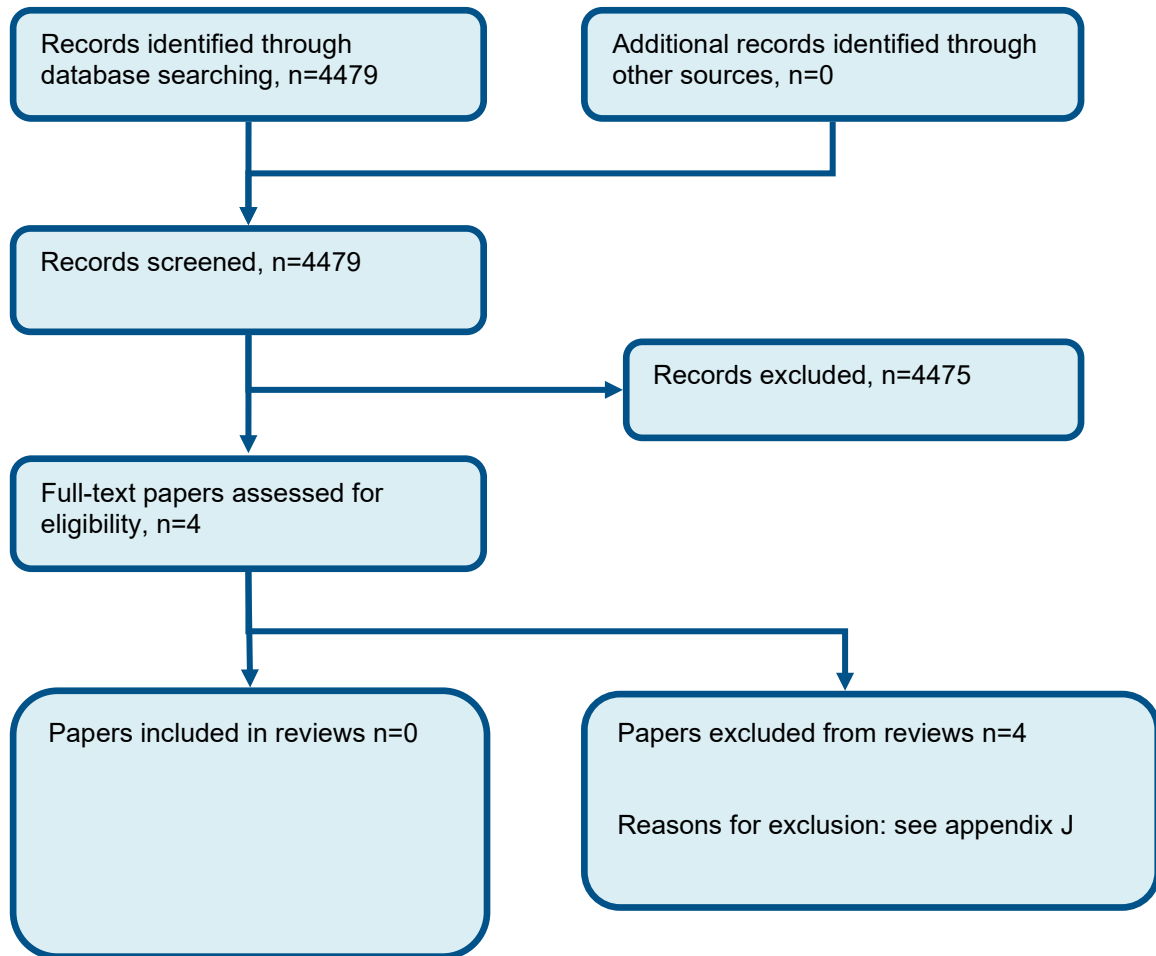 Records identified through
database searching, n=4479
Additional records identified through
other sources, n=0
Records screened, n=4479
Records excluded, n=4475
Full-text papers assessed for
eligibility, n=4
Papers included in reviews n=0
Papers excluded from reviews n=4
Reasons for exclusion: see appendix J